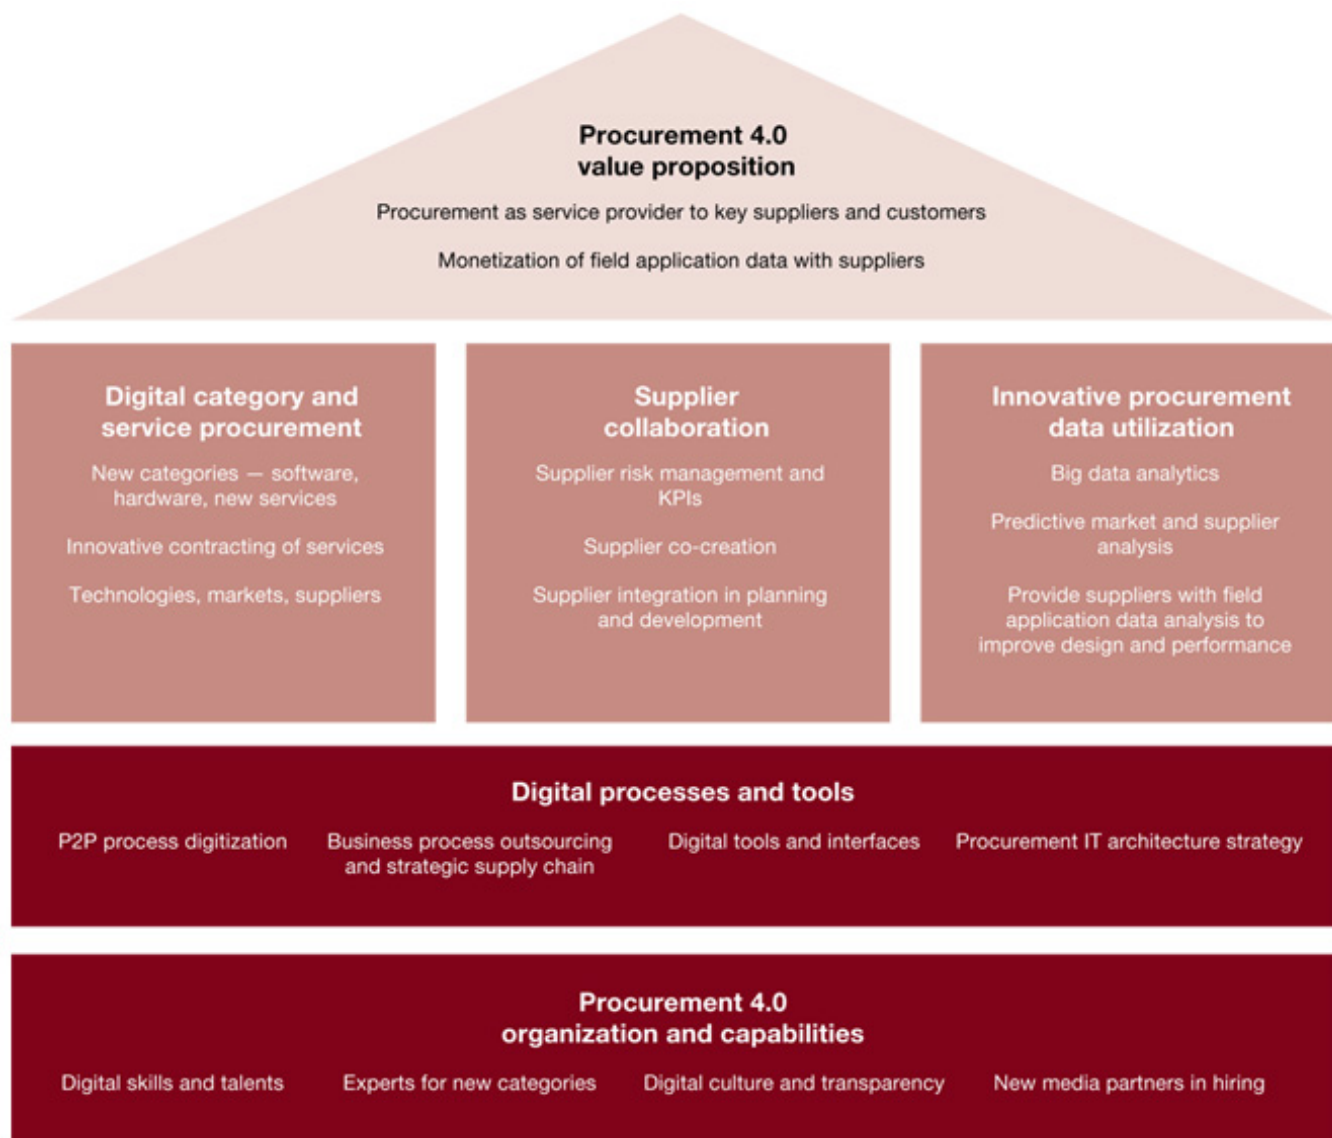 Procurement 4.0
value proposition
Procurement as service provider to key suppliers and customers
Monetization of field application data with suppliers
Digital category and
service procurement
New categories — software,
hardware, new services
Innovative contracting of services
Technologies, markets, suppliers
Supplier
collaboration
Supplier risk management and
KPIs
Supplier co-creation
Supplier integration in planning
and development
Innovative procurement
data utilization
Big data analytics
Predictive market and supplier
analysis
Provide suppliers with field
application data analysis to
improve design and performance
Digital processes and tools
P2P process digitization
Business process outsourcing
and strategic supply chain
Digital tools and interfaces
Procurement IT architecture strategy
Procurement 4.0
organization and capabilities
Digital skills and talents
Experts for new categories
Digital culture and transparency
New media partners in hiring